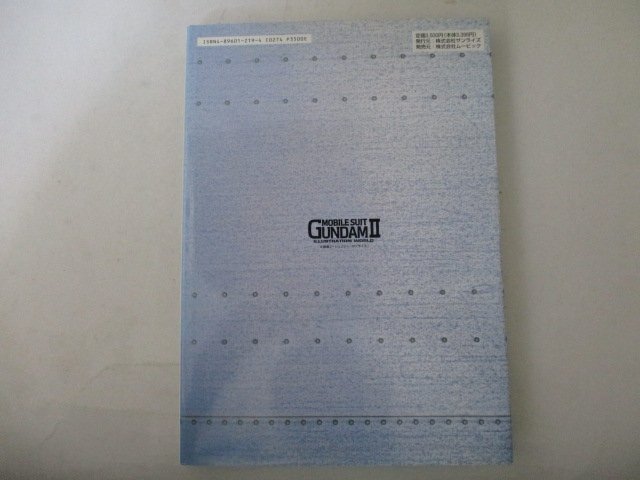 ISBN4-89601-219-4 C0274 P3500E
定価3,500円(本体3,398円)
発行元 株式会社サンライズ
発売元 株式会社ムービック
MOBILE SUIT
GUNDAM II
ILLUSTRATION WORLD